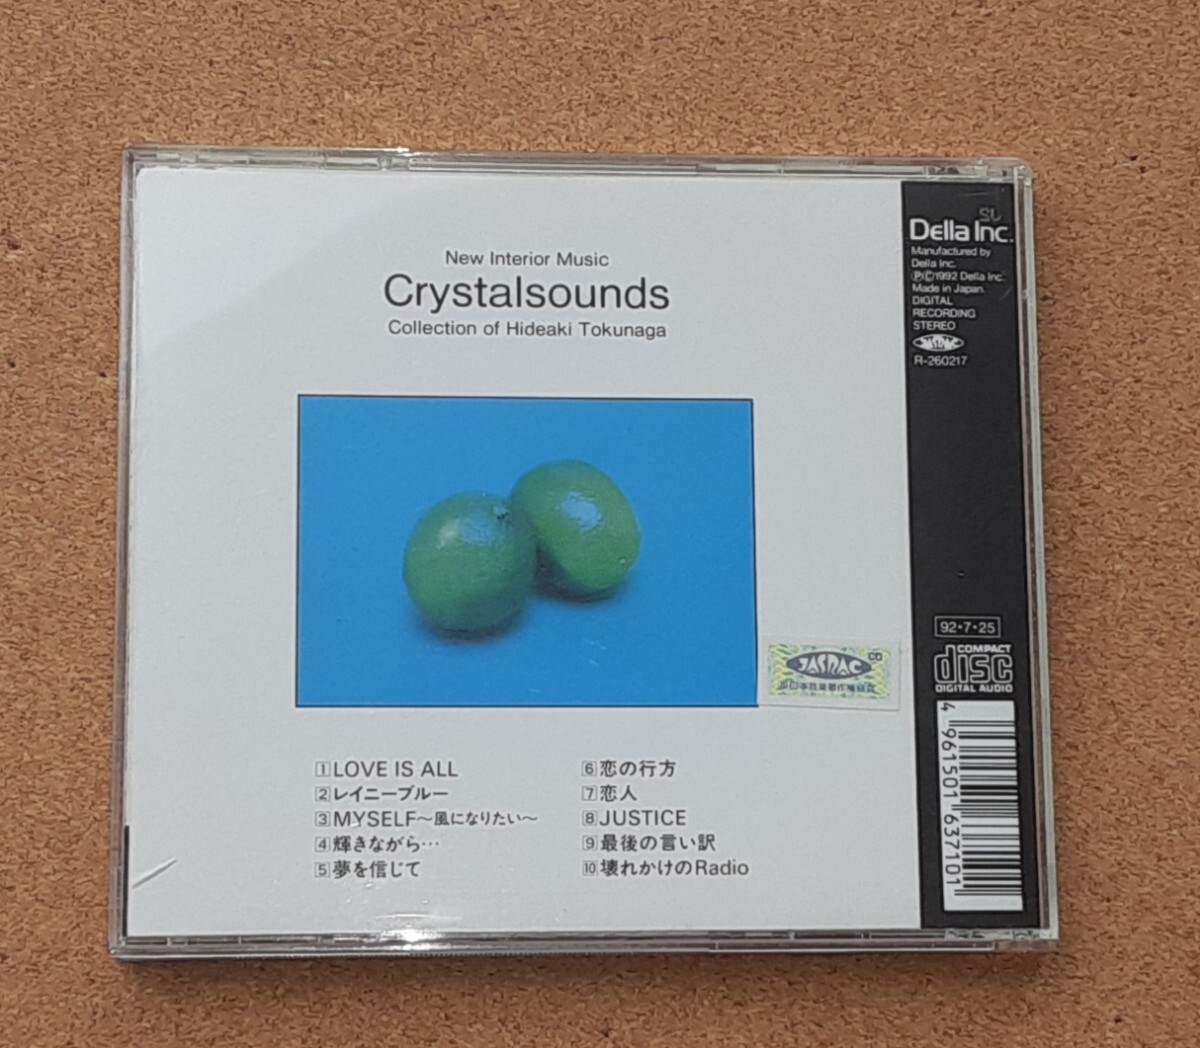 New Interior Music
Crystalsounds
Collection of Hideaki Tokunaga
1 LOVE IS ALL
2 レイニーブルー
3 MYSELF〜風になりたい〜
4 輝きながら…
5 夢を信じて
6 恋の行方
7 恋人
8 JUSTICE
9 最後の言い訳
10 壊れかけのRadio
JASRAC
CD
Della Inc.
Manufactured by
Della Inc.
ⓅⒸ1992 Della Inc.
Made in Japan.
DIGITAL
RECORDING
STEREO
JASRAC
R-260217
92・7・25
COMPACT
disc
DIGITAL AUDIO
4 961501 637101